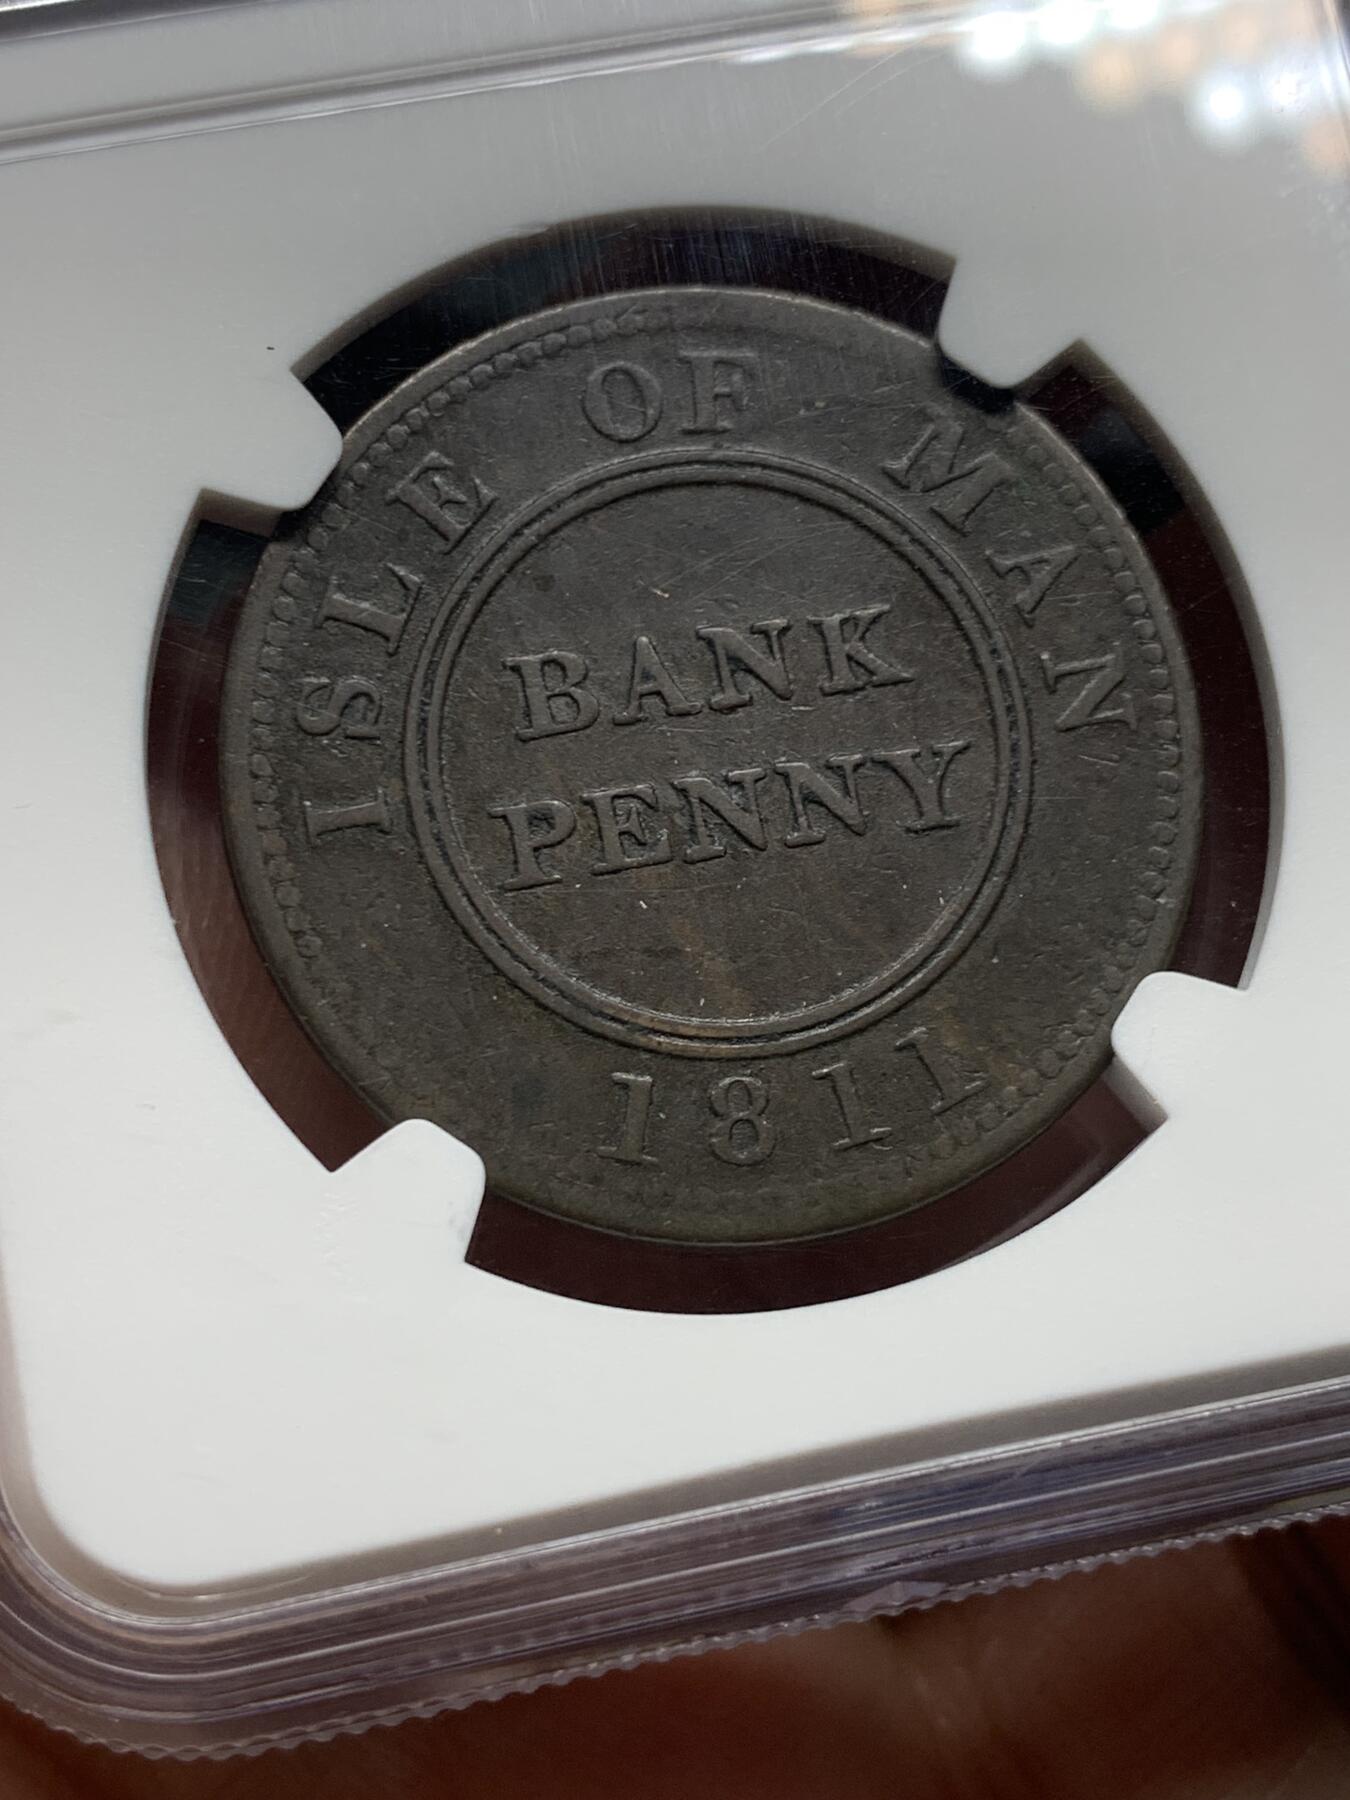 ISLE OF MAN
BANK
PENNY
1811